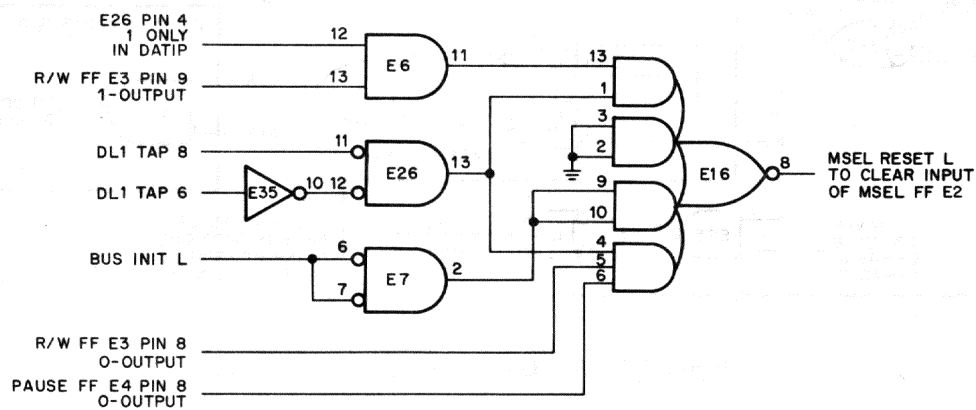 E26 PIN 4
1 ONLY
IN DATIP
12
R/W FF E3 PIN 9
1-OUTPUT
13
E6
11
13
1
3
2
DL1 TAP 8
11
DL1 TAP 6
E35
10
12
E26
13
9
10
E16
8
MSEL RESET L
TO CLEAR INPUT
OF MSEL FF E2
BUS INIT L
6
7
E7
2
4
5
6
R/W FF E3 PIN 8
O-OUTPUT
PAUSE FF E4 PIN 8
O-OUTPUT